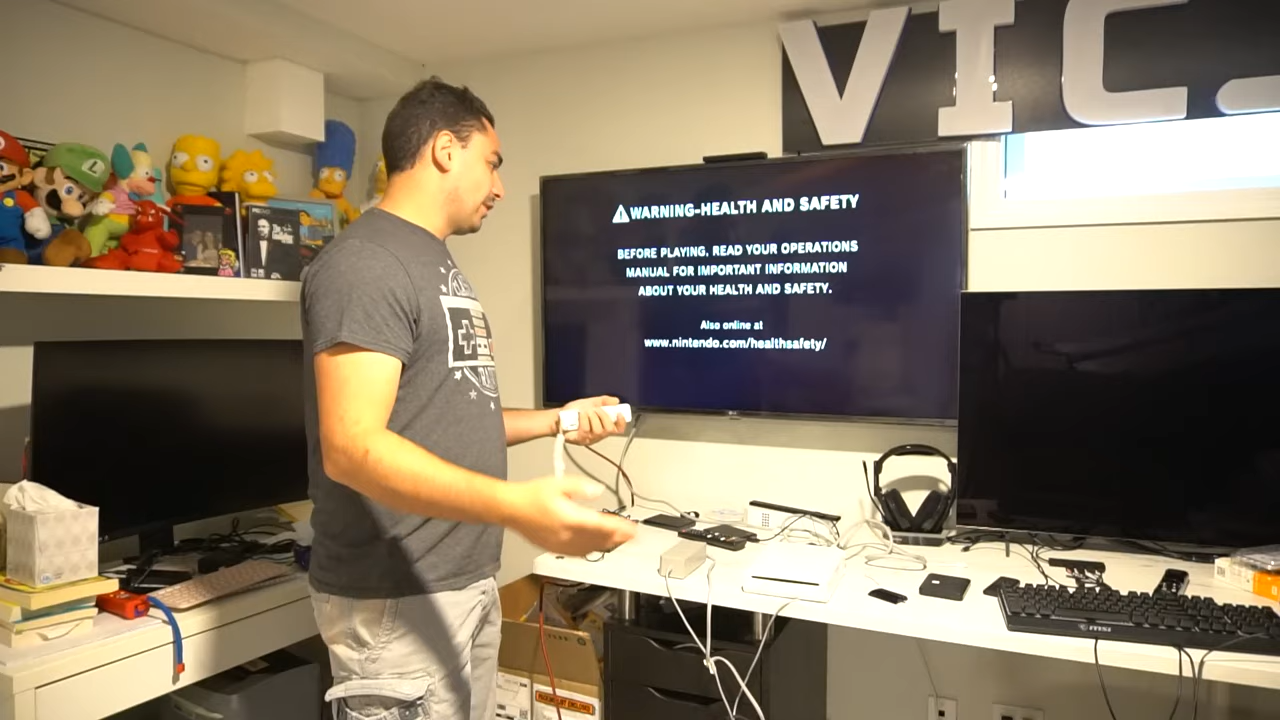 VIC
WARNING-HEALTH AND SAFETY
BEFORE PLAYING, READ YOUR OPERATIONS
MANUAL FOR IMPORTANT INFORMATION
ABOUT YOUR HEALTH AND SAFETY.
Also online at
www.nintendo.com/healthsafety/
L
msi